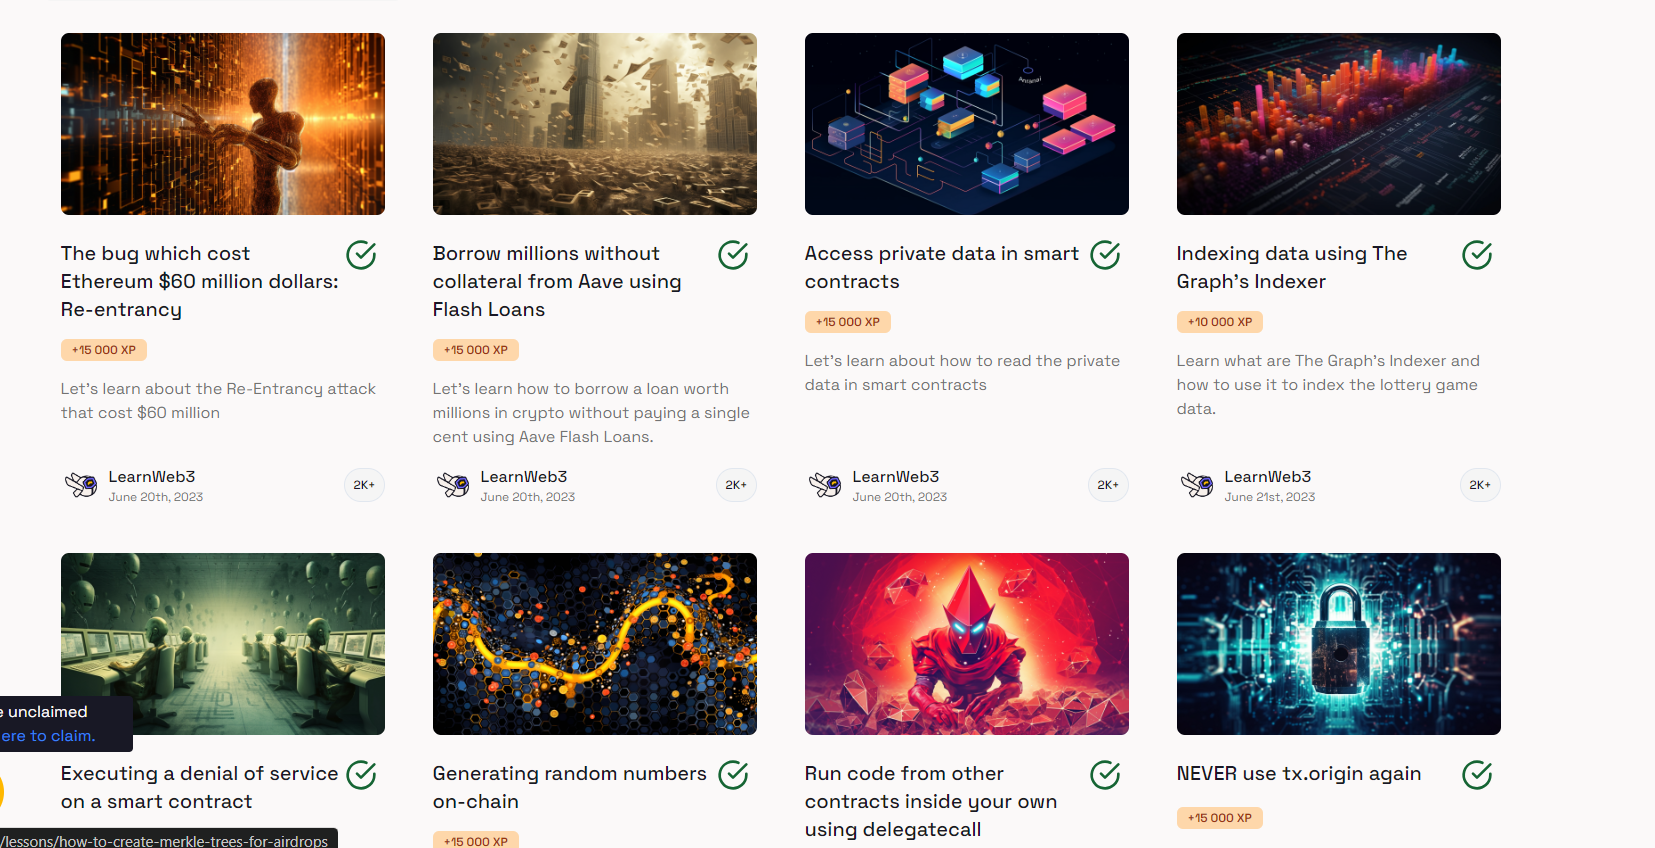 The bug which cost
Ethereum $60 million dollars:
Re-entrancy
+15 000 XP
Let's learn about the Re-Entrancy attack
that cost $60 million
LearnWeb3
June 20th, 2023
2K+
Borrow millions without
collateral from Aave using
Flash Loans
+15 000 XP
Let's learn how to borrow a loan worth
millions in crypto without paying a single
cent using Aave Flash Loans.
LearnWeb3
June 20th, 2023
2K+
Access private data in smart
contracts
+15 000 XP
Let's learn about how to read the private
data in smart contracts
LearnWeb3
June 20th, 2023
2K+
Indexing data using The
Graph's Indexer
+10 000 XP
Learn what are The Graph's Indexer and
how to use it to index the lottery game
data.
LearnWeb3
June 21st, 2023
2K+
Executing a denial of service
on a smart contract
Generating random numbers
on-chain
+15 000 XP
Run code from other
contracts inside your own
using delegatecall
NEVER use tx.origin again
+15 000 XP
e unclaimed
ere to claim.
/lessons/how-to-create-merkle-trees-for-airdrops